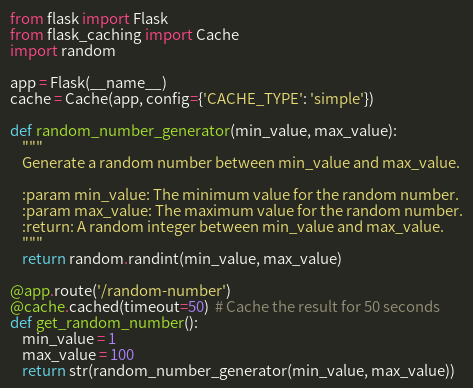 from flask import Flask
from flask_caching import Cache
import random

app = Flask(__name__)
cache = Cache(app, config={'CACHE_TYPE': 'simple'})

def random_number_generator(min_value, max_value):
    """
    Generate a random number between min_value and max_value.

    :param min_value: The minimum value for the random number.
    :param max_value: The maximum value for the random number.
    :return: A random integer between min_value and max_value.
    """
    return random.randint(min_value, max_value)

@app.route('/random-number')
@cache.cached(timeout=50)  # Cache the result for 50 seconds
def get_random_number():
    min_value = 1
    max_value = 100
    return str(random_number_generator(min_value, max_value))